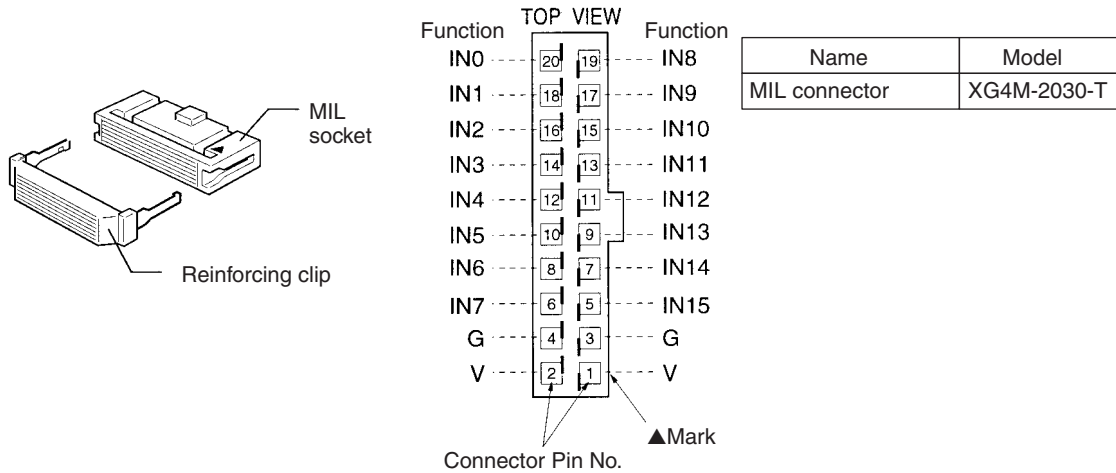 TOP VIEW
Function Function
IN0 20 19 IN8
IN1 18 17 IN9
IN2 16 15 IN10
IN3 14 13 IN11
IN4 12 11 IN12
IN5 10 9 IN13
IN6 8 7 IN14
IN7 6 5 IN15
G 4 3 G
V 2 1 V
▲Mark
Connector Pin No.
MIL
socket
Reinforcing clip
Name Model
MIL connector XG4M-2030-T